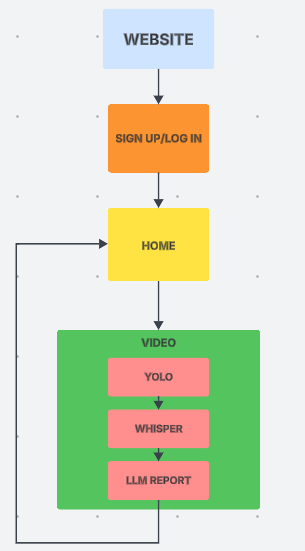 WEBSITE
SIGN UP/LOG IN
HOME
VIDEO
YOLO
WHISPER
LLM REPORT